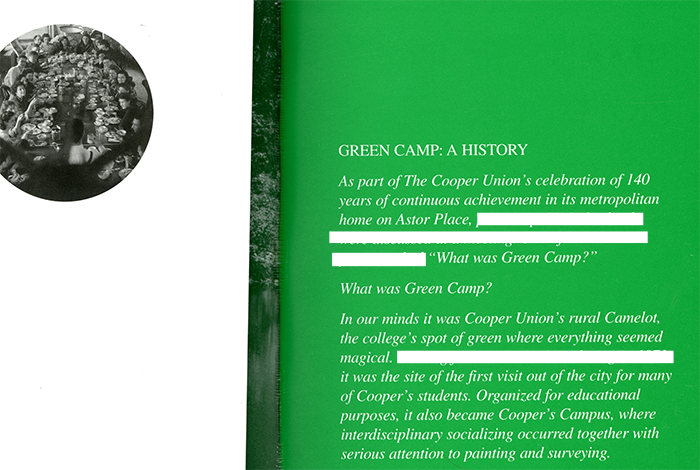 GREEN CAMP: A HISTORY
As part of The Cooper Union's celebration of 140
years of continuous achievement in its metropolitan
home on Astor Place,
"What was Green Camp?"
What was Green Camp?
In our minds it was Cooper Union's rural Camelot,
the college's spot of green where everything seemed
magical.
it was the site of the first visit out of the city for many
of Cooper's students. Organized for educational
purposes, it also became Cooper's Campus, where
interdisciplinary socializing occurred together with
serious attention to painting and surveying.